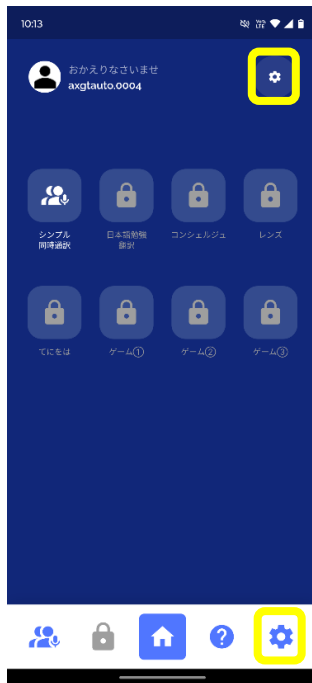 10:13
おかえりなさいませ
axgtauto.0004
シンプル
同時通訳
日本語勉強
翻訳
コンシェルジュ
レンズ
てにをは
ゲーム①
ゲーム②
ゲーム③